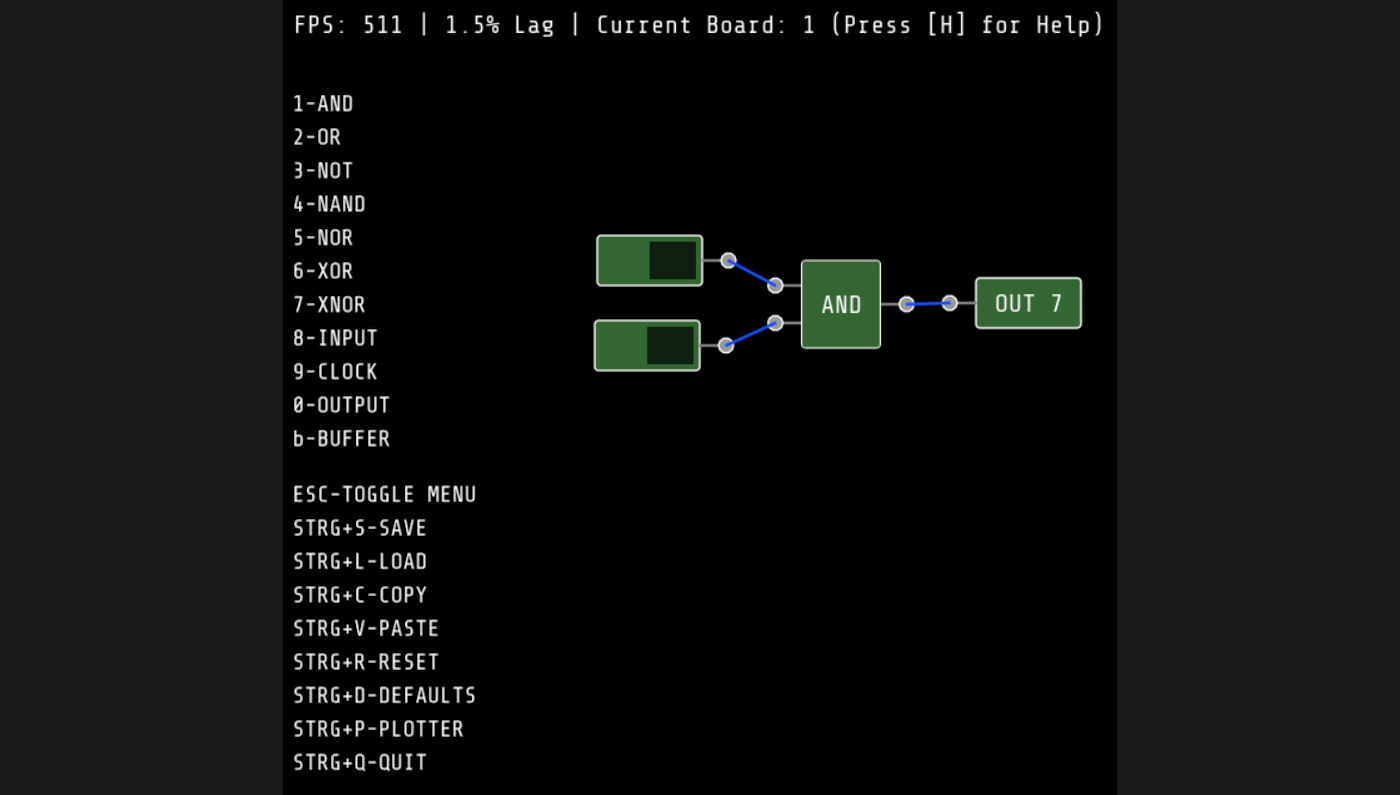 FPS: 511 | 1.5% Lag | Current Board: 1 (Press [H] for Help)
1-AND
2-OR
3-NOT
4-NAND
5-NOR
6-XOR
7-XNOR
8-INPUT
9-CLOCK
0-OUTPUT
b-BUFFER
ESC-TOGGLE MENU
STRG+S-SAVE
STRG+L-LOAD
STRG+C-COPY
STRG+V-PASTE
STRG+R-RESET
STRG+D-DEFAULTS
STRG+P-PLOTTER
STRG+Q-QUIT
AND
OUT 7